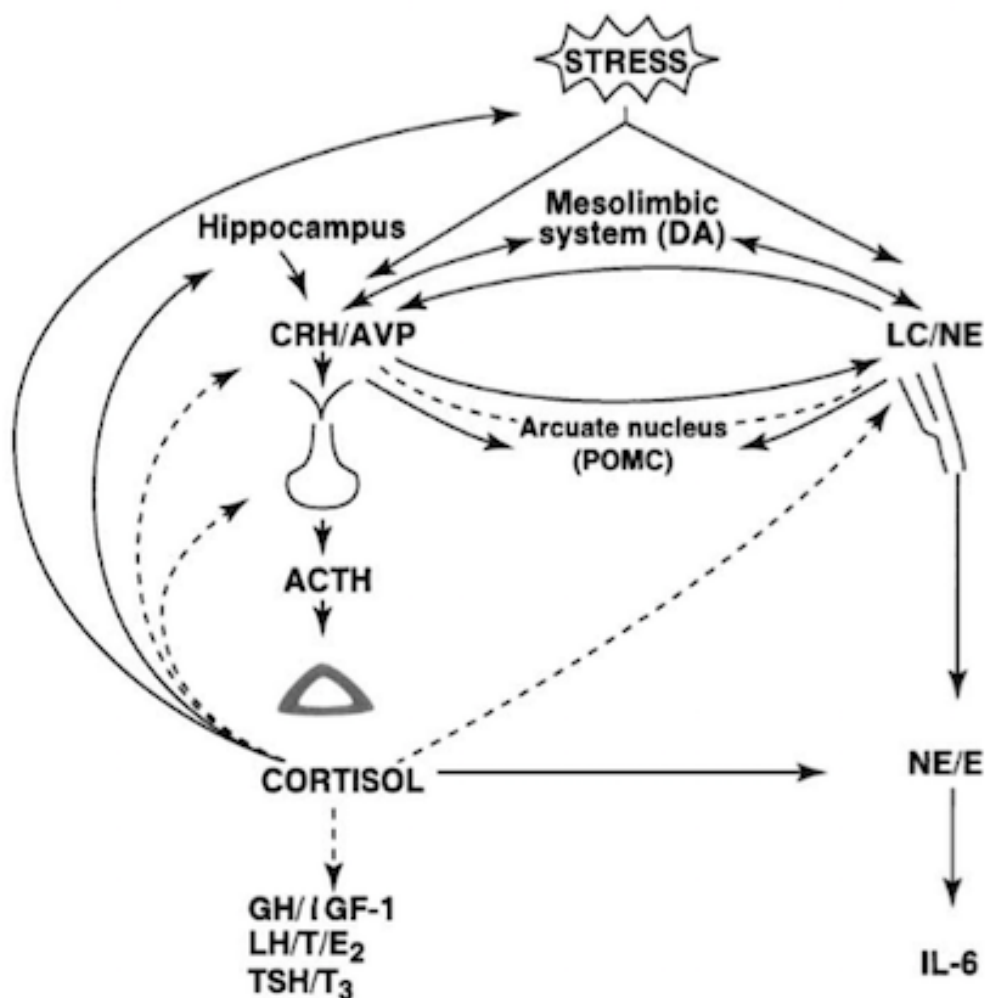 STRESS
Mesolimbic
system (DA)
Hippocampus
CRH/AVP
LC/NE
Arcuate nucleus
(POMC)
ACTH
CORTISOL
NE/E
GH/IGF-1
LH/T/E₂
TSH/T₃
IL-6